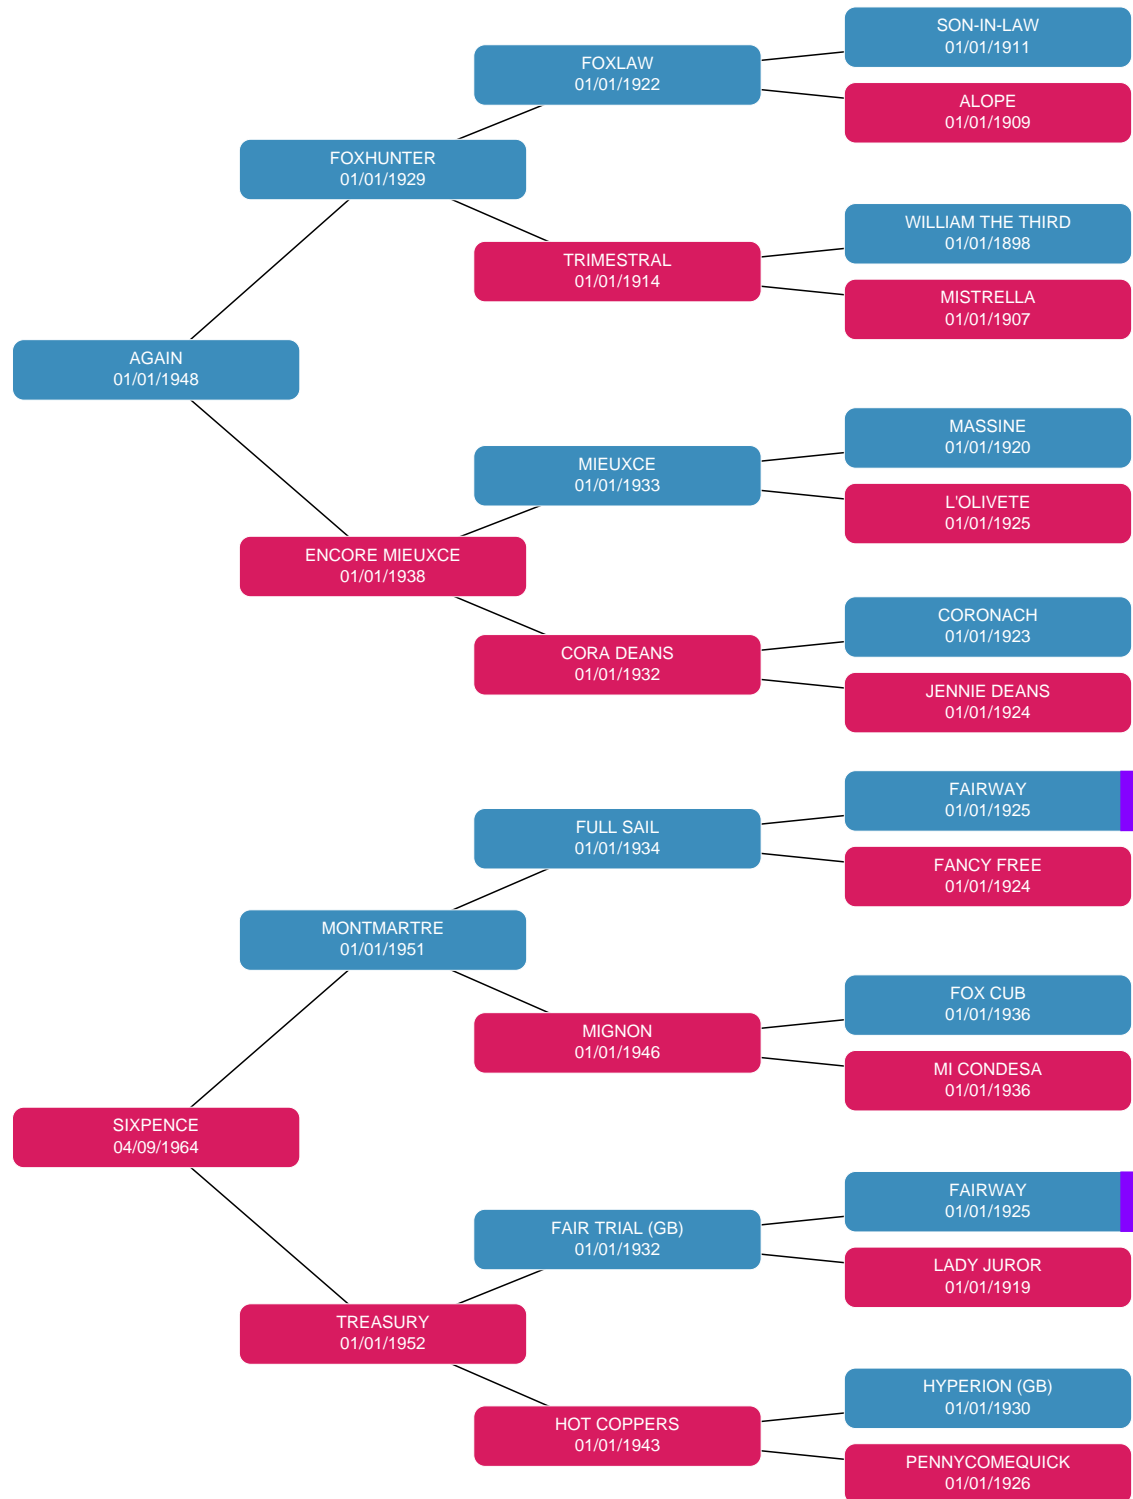 SON-IN-LAW
01/01/1911
FOXLAW
01/01/1922
ALOPE
01/01/1909
FOXHUNTER
01/01/1929
WILLIAM THE THIRD
01/01/1898
TRIMESTRAL
01/01/1914
MISTRELLA
01/01/1907
AGAIN
01/01/1948
MASSINE
01/01/1920
MIEUXCE
01/01/1933
L'OLIVETE
01/01/1925
ENCORE MIEUXCE
01/01/1938
CORONACH
01/01/1923
CORA DEANS
01/01/1932
JENNIE DEANS
01/01/1924
FAIRWAY
01/01/1925
FULL SAIL
01/01/1934
FANCY FREE
01/01/1924
MONTMARTRE
01/01/1951
FOX CUB
01/01/1936
MIGNON
01/01/1946
MI CONDESA
01/01/1936
SIXPENCE
04/09/1964
FAIRWAY
01/01/1925
FAIR TRIAL (GB)
01/01/1932
LADY JUROR
01/01/1919
TREASURY
01/01/1952
HYPERION (GB)
01/01/1930
HOT COPPERS
01/01/1943
PENNYCOMEQUICK
01/01/1926